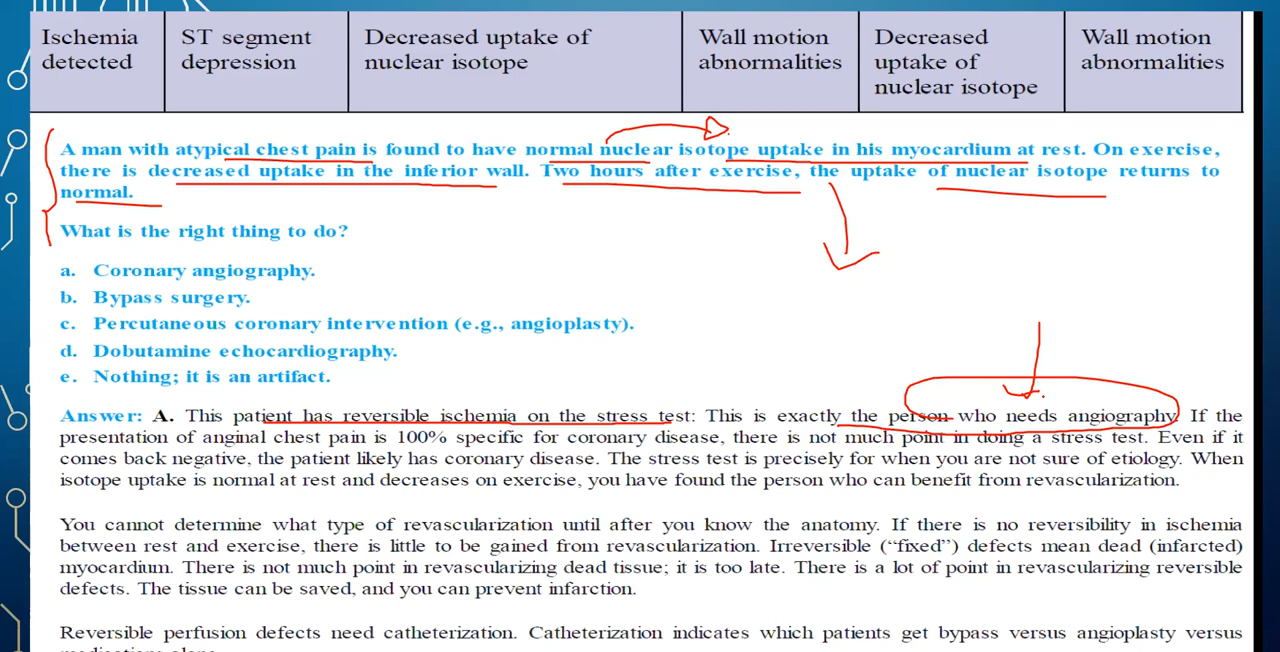 Ischemia detected
ST segment depression
Decreased uptake of nuclear isotope
Wall motion abnormalities
Decreased uptake of nuclear isotope
Wall motion abnormalities
A man with atypical chest pain is found to have normal nuclear isotope uptake in his myocardium at rest. On exercise,
there is decreased uptake in the inferior wall. Two hours after exercise, the uptake of nuclear isotope returns to
normal.
What is the right thing to do?
a. Coronary angiography.
b. Bypass surgery.
c. Percutaneous coronary intervention (e.g., angioplasty).
d. Dobutamine echocardiography.
e. Nothing; it is an artifact.
Answer: A. This patient has reversible ischemia on the stress test: This is exactly the person who needs angiography. If the
presentation of anginal chest pain is 100% specific for coronary disease, there is not much point in doing a stress test. Even if it
comes back negative, the patient likely has coronary disease. The stress test is precisely for when you are not sure of etiology. When
isotope uptake is normal at rest and decreases on exercise, you have found the person who can benefit from revascularization.
You cannot determine what type of revascularization until after you know the anatomy. If there is no reversibility in ischemia
between rest and exercise, there is little to be gained from revascularization. Irreversible (“fixed”) defects mean dead (infarcted)
myocardium. There is not much point in revascularizing dead tissue; it is too late. There is a lot of point in revascularizing reversible
defects. The tissue can be saved, and you can prevent infarction.
Reversible perfusion defects need catheterization. Catheterization indicates which patients get bypass versus angioplasty versus